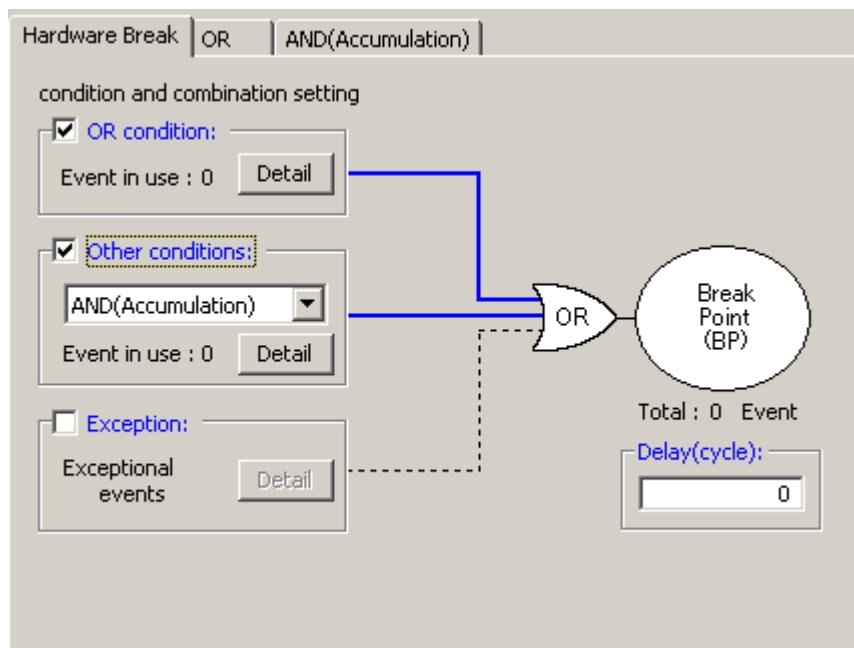 Hardware Break
OR
AND(Accumulation)
condition and combination setting
OR condition:
Event in use : 0
Detail
Other conditions:
AND(Accumulation)
Event in use : 0
Detail
Exception:
Exceptional
events
Detail
OR
Break
Point
(BP)
Total : 0 Event
Delay(cycle):
0